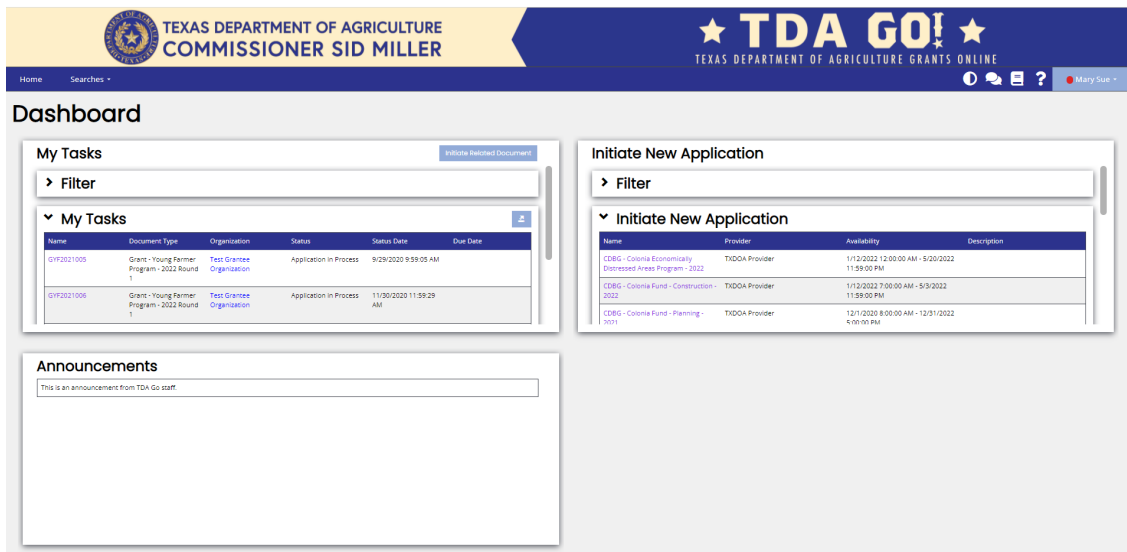 TEXAS DEPARTMENT OF AGRICULTURE
COMMISSIONER SID MILLER
TDA GO!
TEXAS DEPARTMENT OF AGRICULTURE GRANTS ONLINE
Home Searches
? Mary Sue
Dashboard
My Tasks
Initiate Related Document
Filter
My Tasks
Name Document Type Organization Status Status Date Due Date
GYF2021005 Grant - Young Farmer Test Grantee Application in Process 9/29/2020 9:59:05 AM
Program - 2022 Round Organization
1
GYF2021006 Grant - Young Farmer Test Grantee Application in Process 11/30/2020 11:59:29
Program - 2022 Round Organization AM
1
Initiate New Application
Filter
Initiate New Application
Name Provider Availability Description
CDBG - Colonia Economically TXDOA Provider 1/12/2022 12:00:00 AM - 5/20/2022
Distressed Areas Program - 2022 11:59:00 PM
CDBG - Colonia Fund - Construction - TXDOA Provider 1/12/2022 7:00:00 AM - 5/3/2022
2022 11:59:00 PM
CDBG - Colonia Fund - Planning - TXDOA Provider 12/1/2020 8:00:00 AM - 12/31/2022
2021 5:00:00 PM
Announcements
This is an announcement from TDA Go staff.